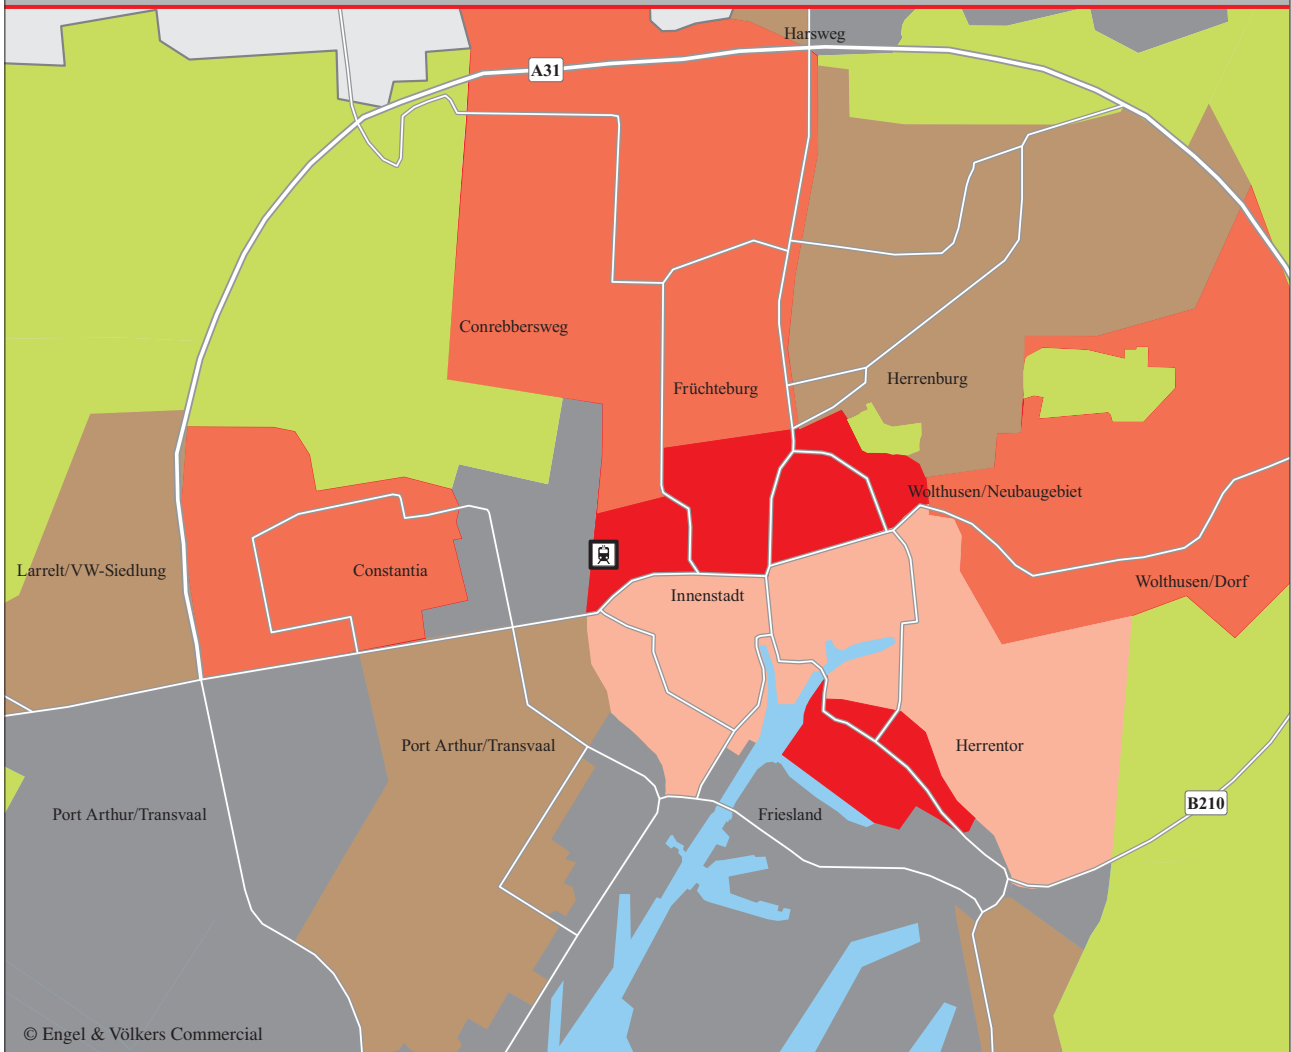 Harsweg
A31
Conrebbersweg
Früchteburg
Herrenburg
Wolthusen/Neubaugebiet
Larrelt/VW-Siedlung
Constantia
Innenstadt
Wolthusen/Dorf
Port Arthur/Transvaal
Herrentor
Port Arthur/Transvaal
Friesland
B210
© Engel & Völkers Commercial